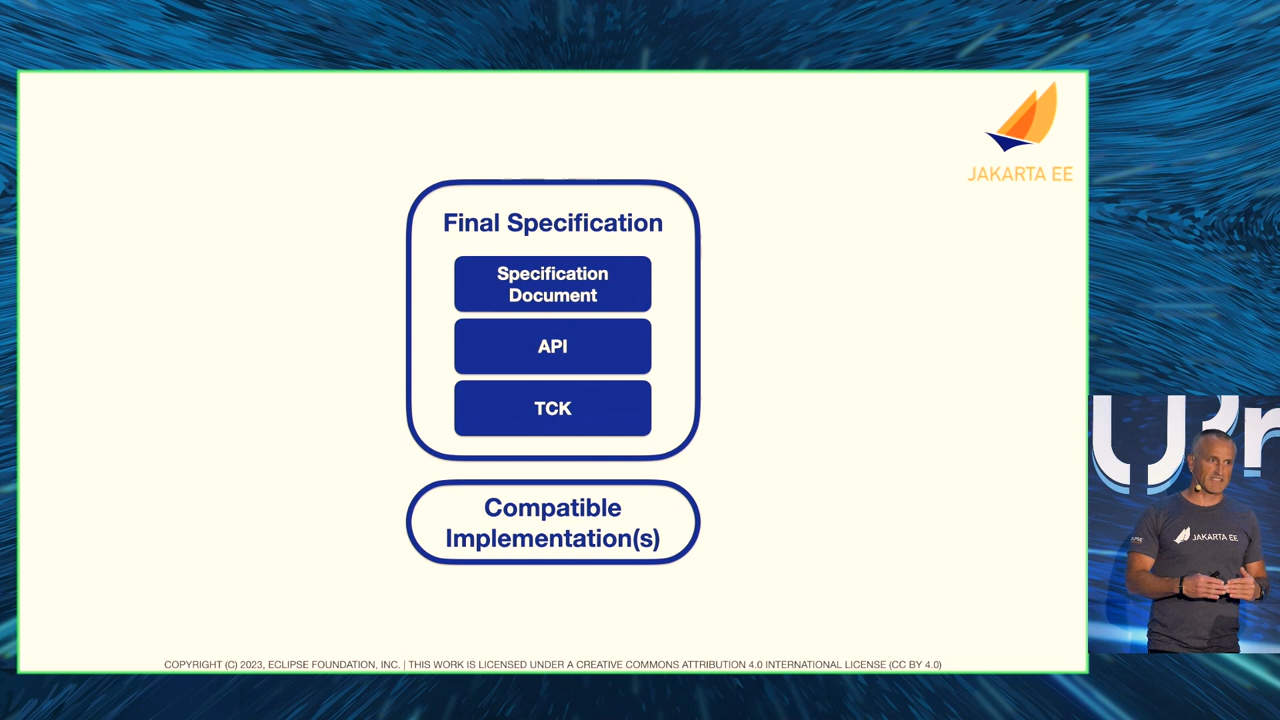 JAKARTA EE
Final Specification
Specification
Document
API
TCK
Compatible
Implementation(s)
COPYRIGHT (C) 2023, ECLIPSE FOUNDATION, INC. | THIS WORK IS LICENSED UNDER A CREATIVE COMMONS ATTRIBUTION 4.0 INTERNATIONAL LICENSE (CC BY 4.0)
JAKARTA EE